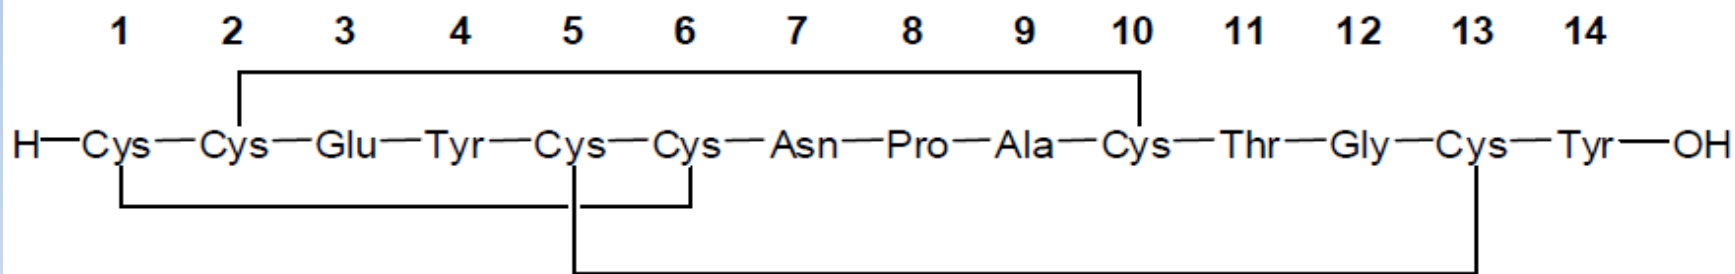 1 2 3 4 5 6 7 8 9 10 11 12 13 14
H—Cys—Cys—Glu—Tyr—Cys—Cys—Asn—Pro—Ala—Cys—Thr—Gly—Cys—Tyr—OH